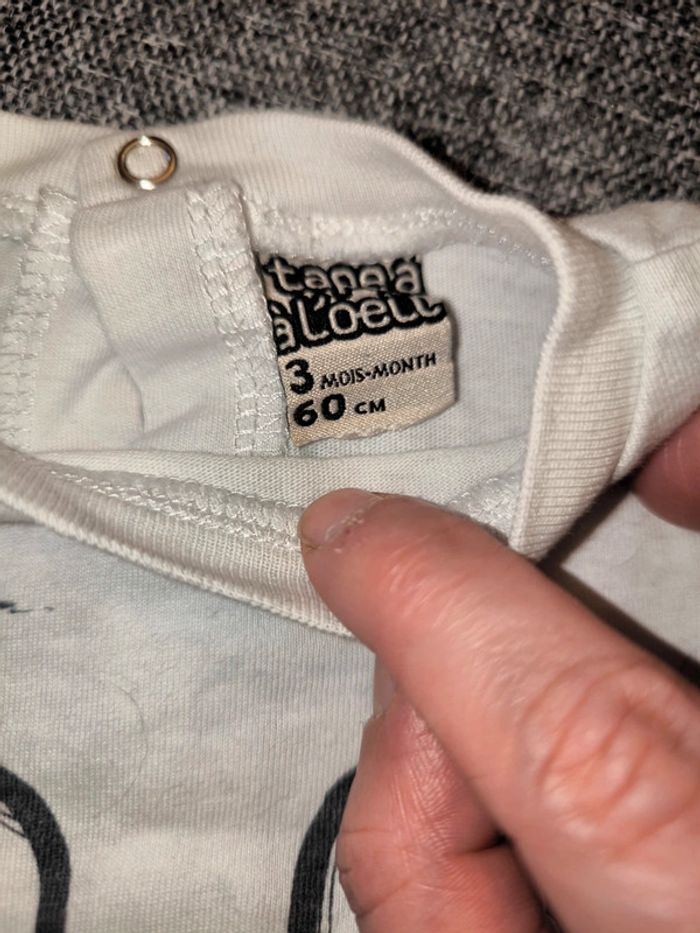 tape à
à L'oeil
3 MOIS-MONTH
60 CM